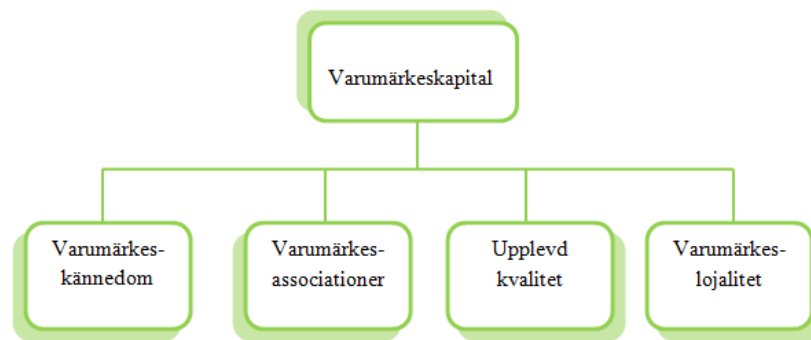 Varumärkeskapital
Varumärkes-
kännedom
Varumärkes-
associationer
Upplevd
kvalitet
Varumärkes-
lojalitet